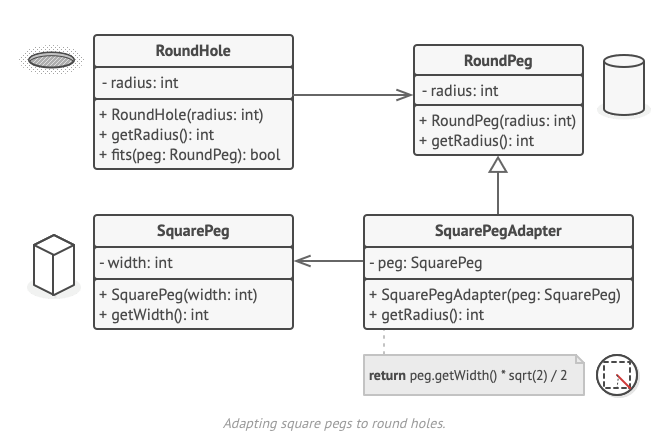 RoundHole
- radius: int
+ RoundHole(radius: int)
+ getRadius(): int
+ fits(peg: RoundPeg): bool
RoundPeg
- radius: int
+ RoundPeg(radius: int)
+ getRadius(): int
SquarePeg
- width: int
+ SquarePeg(width: int)
+ getWidth(): int
SquarePegAdapter
- peg: SquarePeg
+ SquarePegAdapter(peg: SquarePeg)
+ getRadius(): int
return peg.getWidth() * sqrt(2) / 2
Adapting square pegs to round holes.